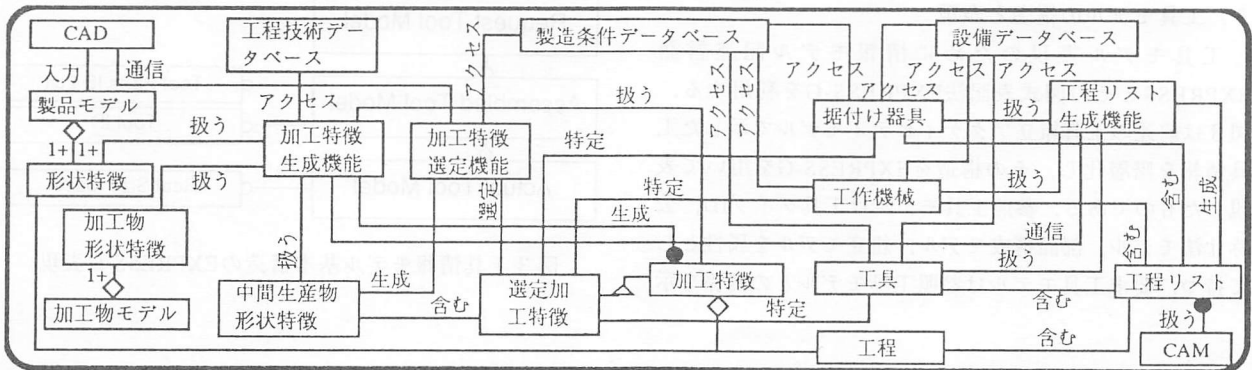 CAD
入力
通信
製品モデル
1+
1+
形状特徴
加工物
形状特徴
1+
加工物モデル
工程技術デー
タベース
アクセス
扱う
扱う
加工特徴
生成機能
扱う
中間生産物
形状特徴
生成
含む
アクセス
加工特徴
選定機能
選定
選定加
工特徴
製造条件データベース
扱う
特定
特定
生成
アクセス
アクセス
加工特徴
特定
設備データベース
アクセス
アクセス
アクセス
アクセス
据付け器具
扱う
工程リスト
生成機能
工作機械
扱う
通信
工具
扱う
含む
含む
含む
含む
生成
工程リスト
工程
扱う
CAM